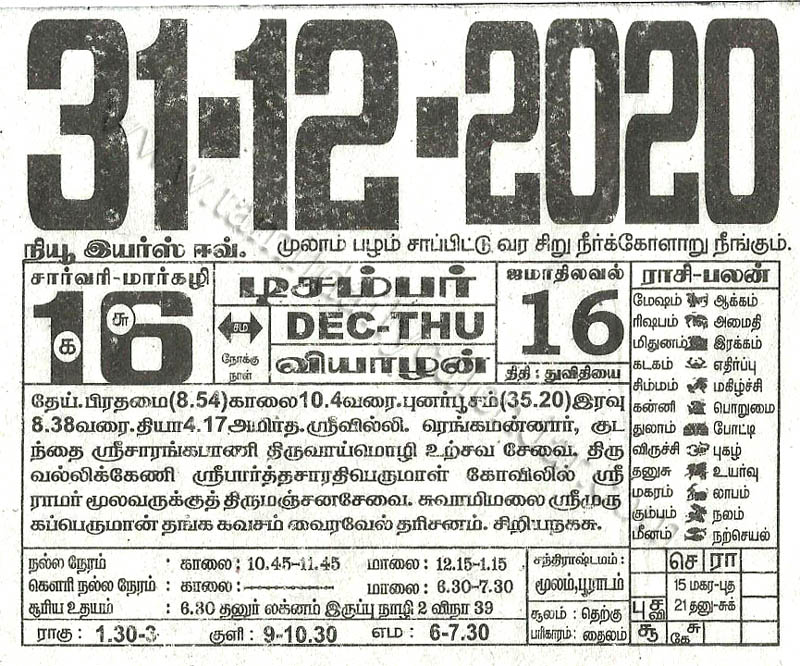 31-12-2020
நியூ இயர்ஸ் ஈவ். முலாம் பழம் சாப்பிட்டு வர சிறு நீர்க்கோளாறு நீங்கும்.
சார்வரி-மார்கழி
16
க சா
டிசம்பர்
சம
நோக்கு
நாள்
DEC-THU
வியாழன்
ஜமாதிலவல்
16
திதி : துவிதியை
ராசி-பலன்
மேஷம் ஆக்கம்
ரிஷபம் அமைதி
மிதுனம் இரக்கம்
கடகம் எதிர்ப்பு
சிம்மம் மகிழ்ச்சி
கன்னி பொறுமை
துலாம் போட்டி
விருச்சி புகழ்
தனுசு உயர்வு
மகரம் லாபம்
கும்பம் நலம்
மீனம் நற்செயல்
தேய்.பிரதமை(8.54)காலை10.4வரை.புனர்பூசம்(35.20)இரவு
8.38வரை.தியா4.17அமிர்த.ஸ்ரீவில்லி. ரெங்கமன்னார், குட
ந்தை ஸ்ரீசாரங்கபாணி திருவாய்மொழி உற்சவ சேவை. திரு
வல்லிக்கேணி ஸ்ரீபார்த்தசாரதிபெருமாள் கோவிலில் ஸ்ரீ
ராமர் மூலவருக்குத் திருமஞ்சனசேவை. சுவாமிமலை ஸ்ரீமுரு
கப்பெருமான் தங்க கவசம் வைரவேல் தரிசனம்.
நல்ல நேரம் : காலை; 10.45-11.45 மாலை: 12.15-1.15
கௌரி நல்ல நேரம் : காலை: மாலை: 6.30-7.30
சூரிய உதயம் : 6.30 தனுர் லக்னம் இருப்பு நாழி 2 விநா 39
ராகு : 1.30-3 குளி : 9-10.30 எம : 6-7.30
சந்திராஷ்டமம் :
மூலம்,பூராடம்
சூலம் : தெற்கு
பரிகாரம் : தைலம்
செ ரா
15 மகர-புத
21 தனு-சுக்
பு ச வி
சூ சு கே